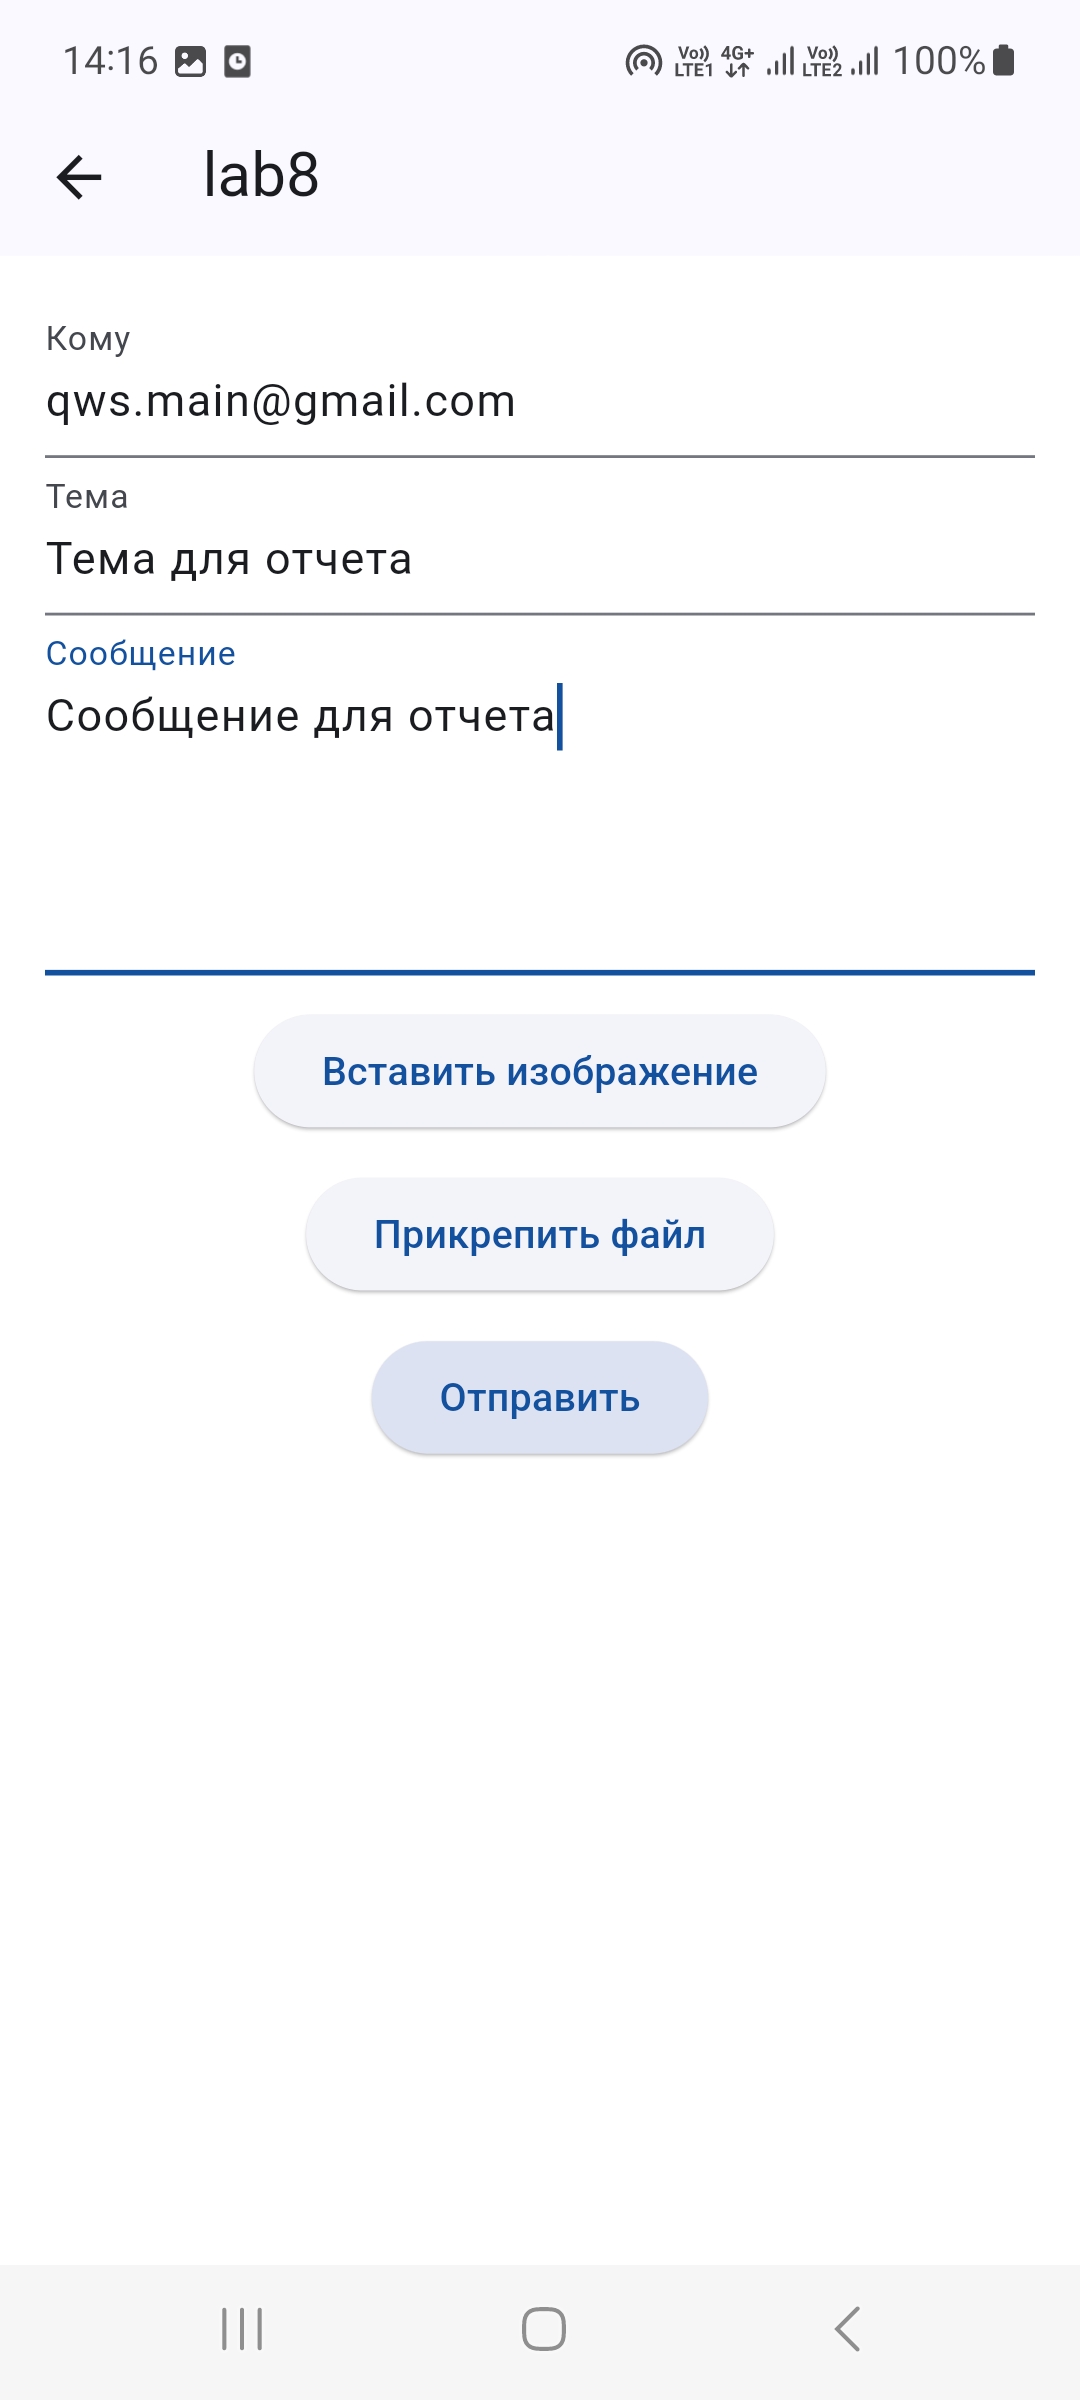 14:16 Vo)) LTE1 4G+ Vo)) LTE2 100%
lab8
Кому
qws.main@gmail.com
Тема
Тема для отчета
Сообщение
Сообщение для отчета
Вставить изображение
Прикрепить файл
Отправить